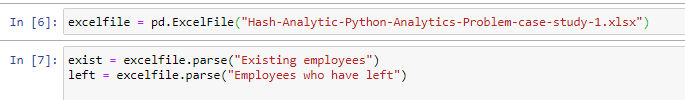 In [6]: excelfile = pd.ExcelFile("Hash-Analytic-Python-Analytics-Problem-case-study-1.xlsx")
In [7]: exist = excelfile.parse("Existing employees")
left = excelfile.parse("Employees who have left")